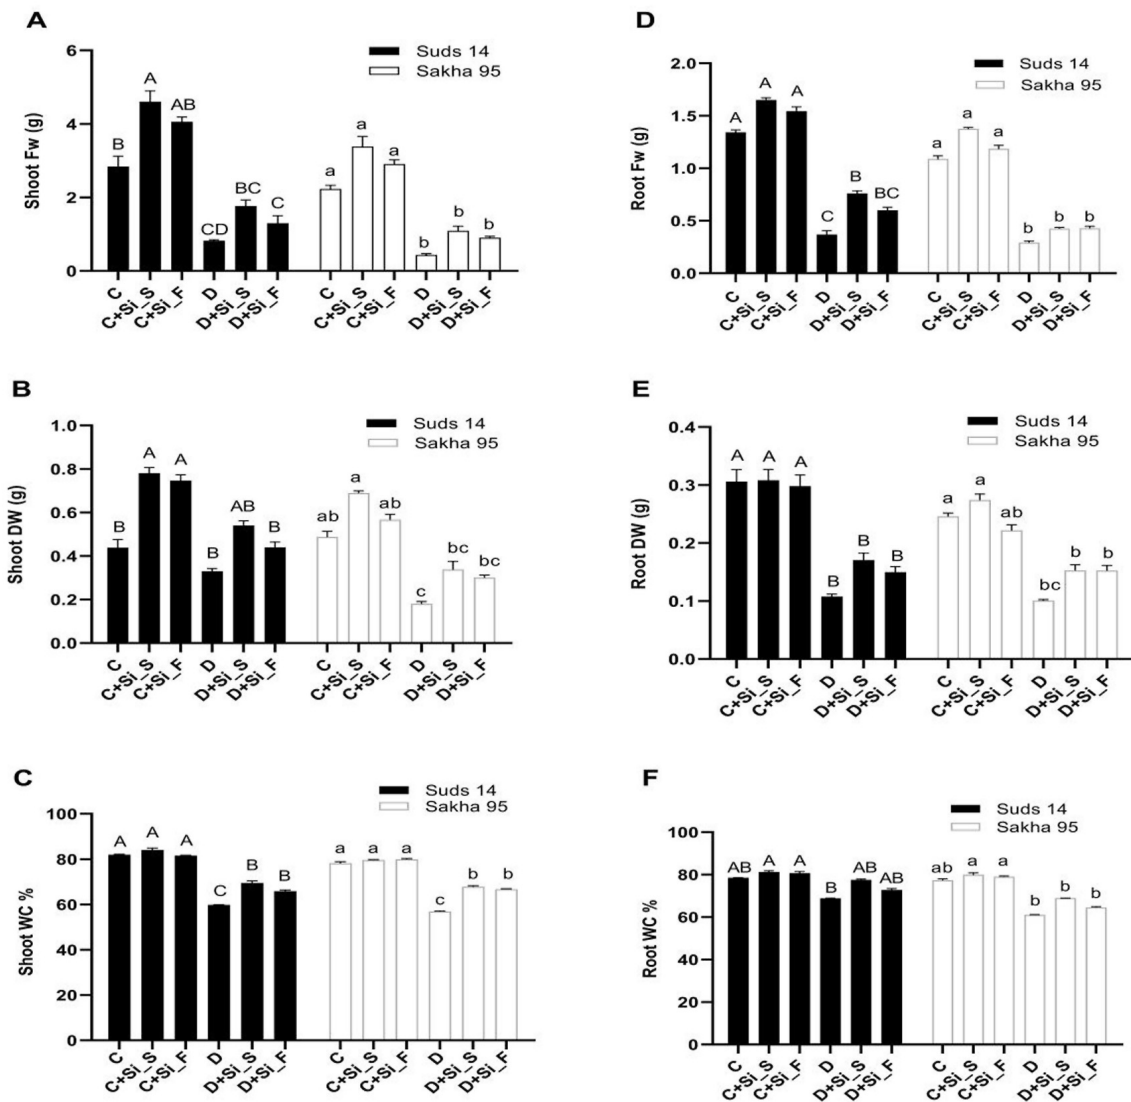 A
Suds 14
Sakha 95
Shoot Fw (g)
6
4
2
0
B
A
AB
CD
BC
C
a
a
a
b
b
b
C
C+Si_S
C+Si_F
D
D+Si_S
D+Si_F
C
C+Si_S
C+Si_F
D
D+Si_S
D+Si_F
D
Suds 14
Sakha 95
Root Fw (g)
2.0
1.5
1.0
0.5
0.0
A
A
A
C
B
BC
a
a
a
b
b
b
C
C+Si_S
C+Si_F
D
D+Si_S
D+Si_F
C
C+Si_S
C+Si_F
D
D+Si_S
D+Si_F
B
Suds 14
Sakha 95
Shoot DW (g)
1.0
0.8
0.6
0.4
0.2
0.0
B
A
A
B
AB
B
ab
a
ab
c
bc
bc
C
C+Si_S
C+Si_F
D
D+Si_S
D+Si_F
C
C+Si_S
C+Si_F
D
D+Si_S
D+Si_F
E
Suds 14
Sakha 95
Root DW (g)
0.4
0.3
0.2
0.1
0.0
A
A
A
B
B
B
a
a
ab
bc
b
b
C
C+Si_S
C+Si_F
D
D+Si_S
D+Si_F
C
C+Si_S
C+Si_F
D
D+Si_S
D+Si_F
C
Suds 14
Sakha 95
Shoot WC %
100
80
60
40
20
0
A
A
A
C
B
B
a
a
a
c
b
b
C
C+Si_S
C+Si_F
D
D+Si_S
D+Si_F
C
C+Si_S
C+Si_F
D
D+Si_S
D+Si_F
F
Suds 14
Sakha 95
Root WC %
100
80
60
40
20
0
AB
A
A
B
AB
AB
ab
a
a
b
b
b
C
C+Si_S
C+Si_F
D
D+Si_S
D+Si_F
C
C+Si_S
C+Si_F
D
D+Si_S
D+Si_F